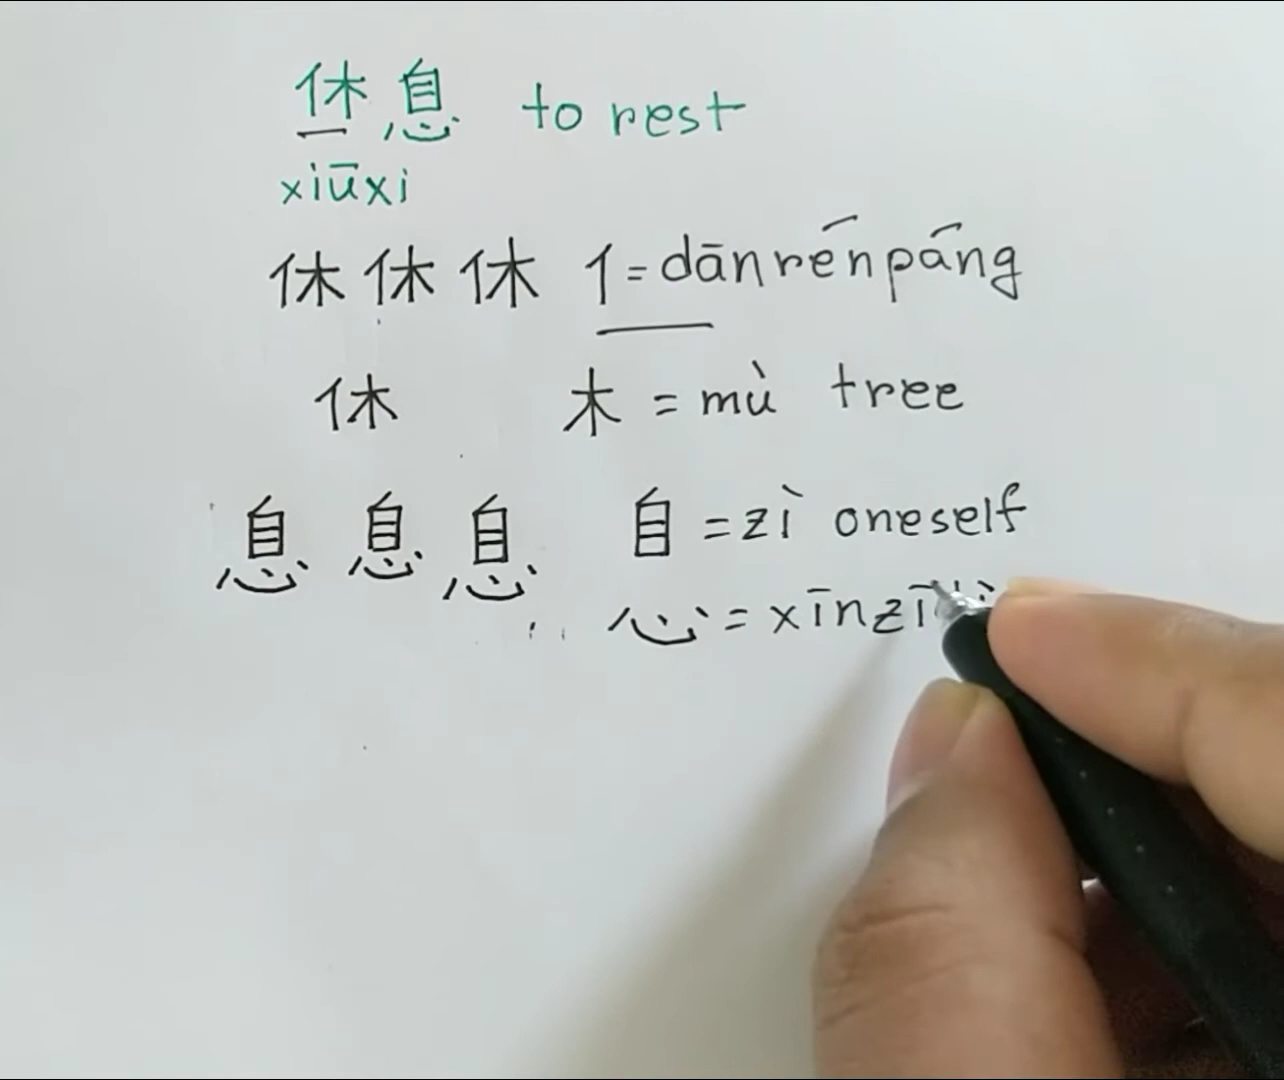 休息 to rest
xiūxi
休休休 亻=dānrénpáng
休 木 = mù tree
息息息 自 =zì oneself
心=xīnzì